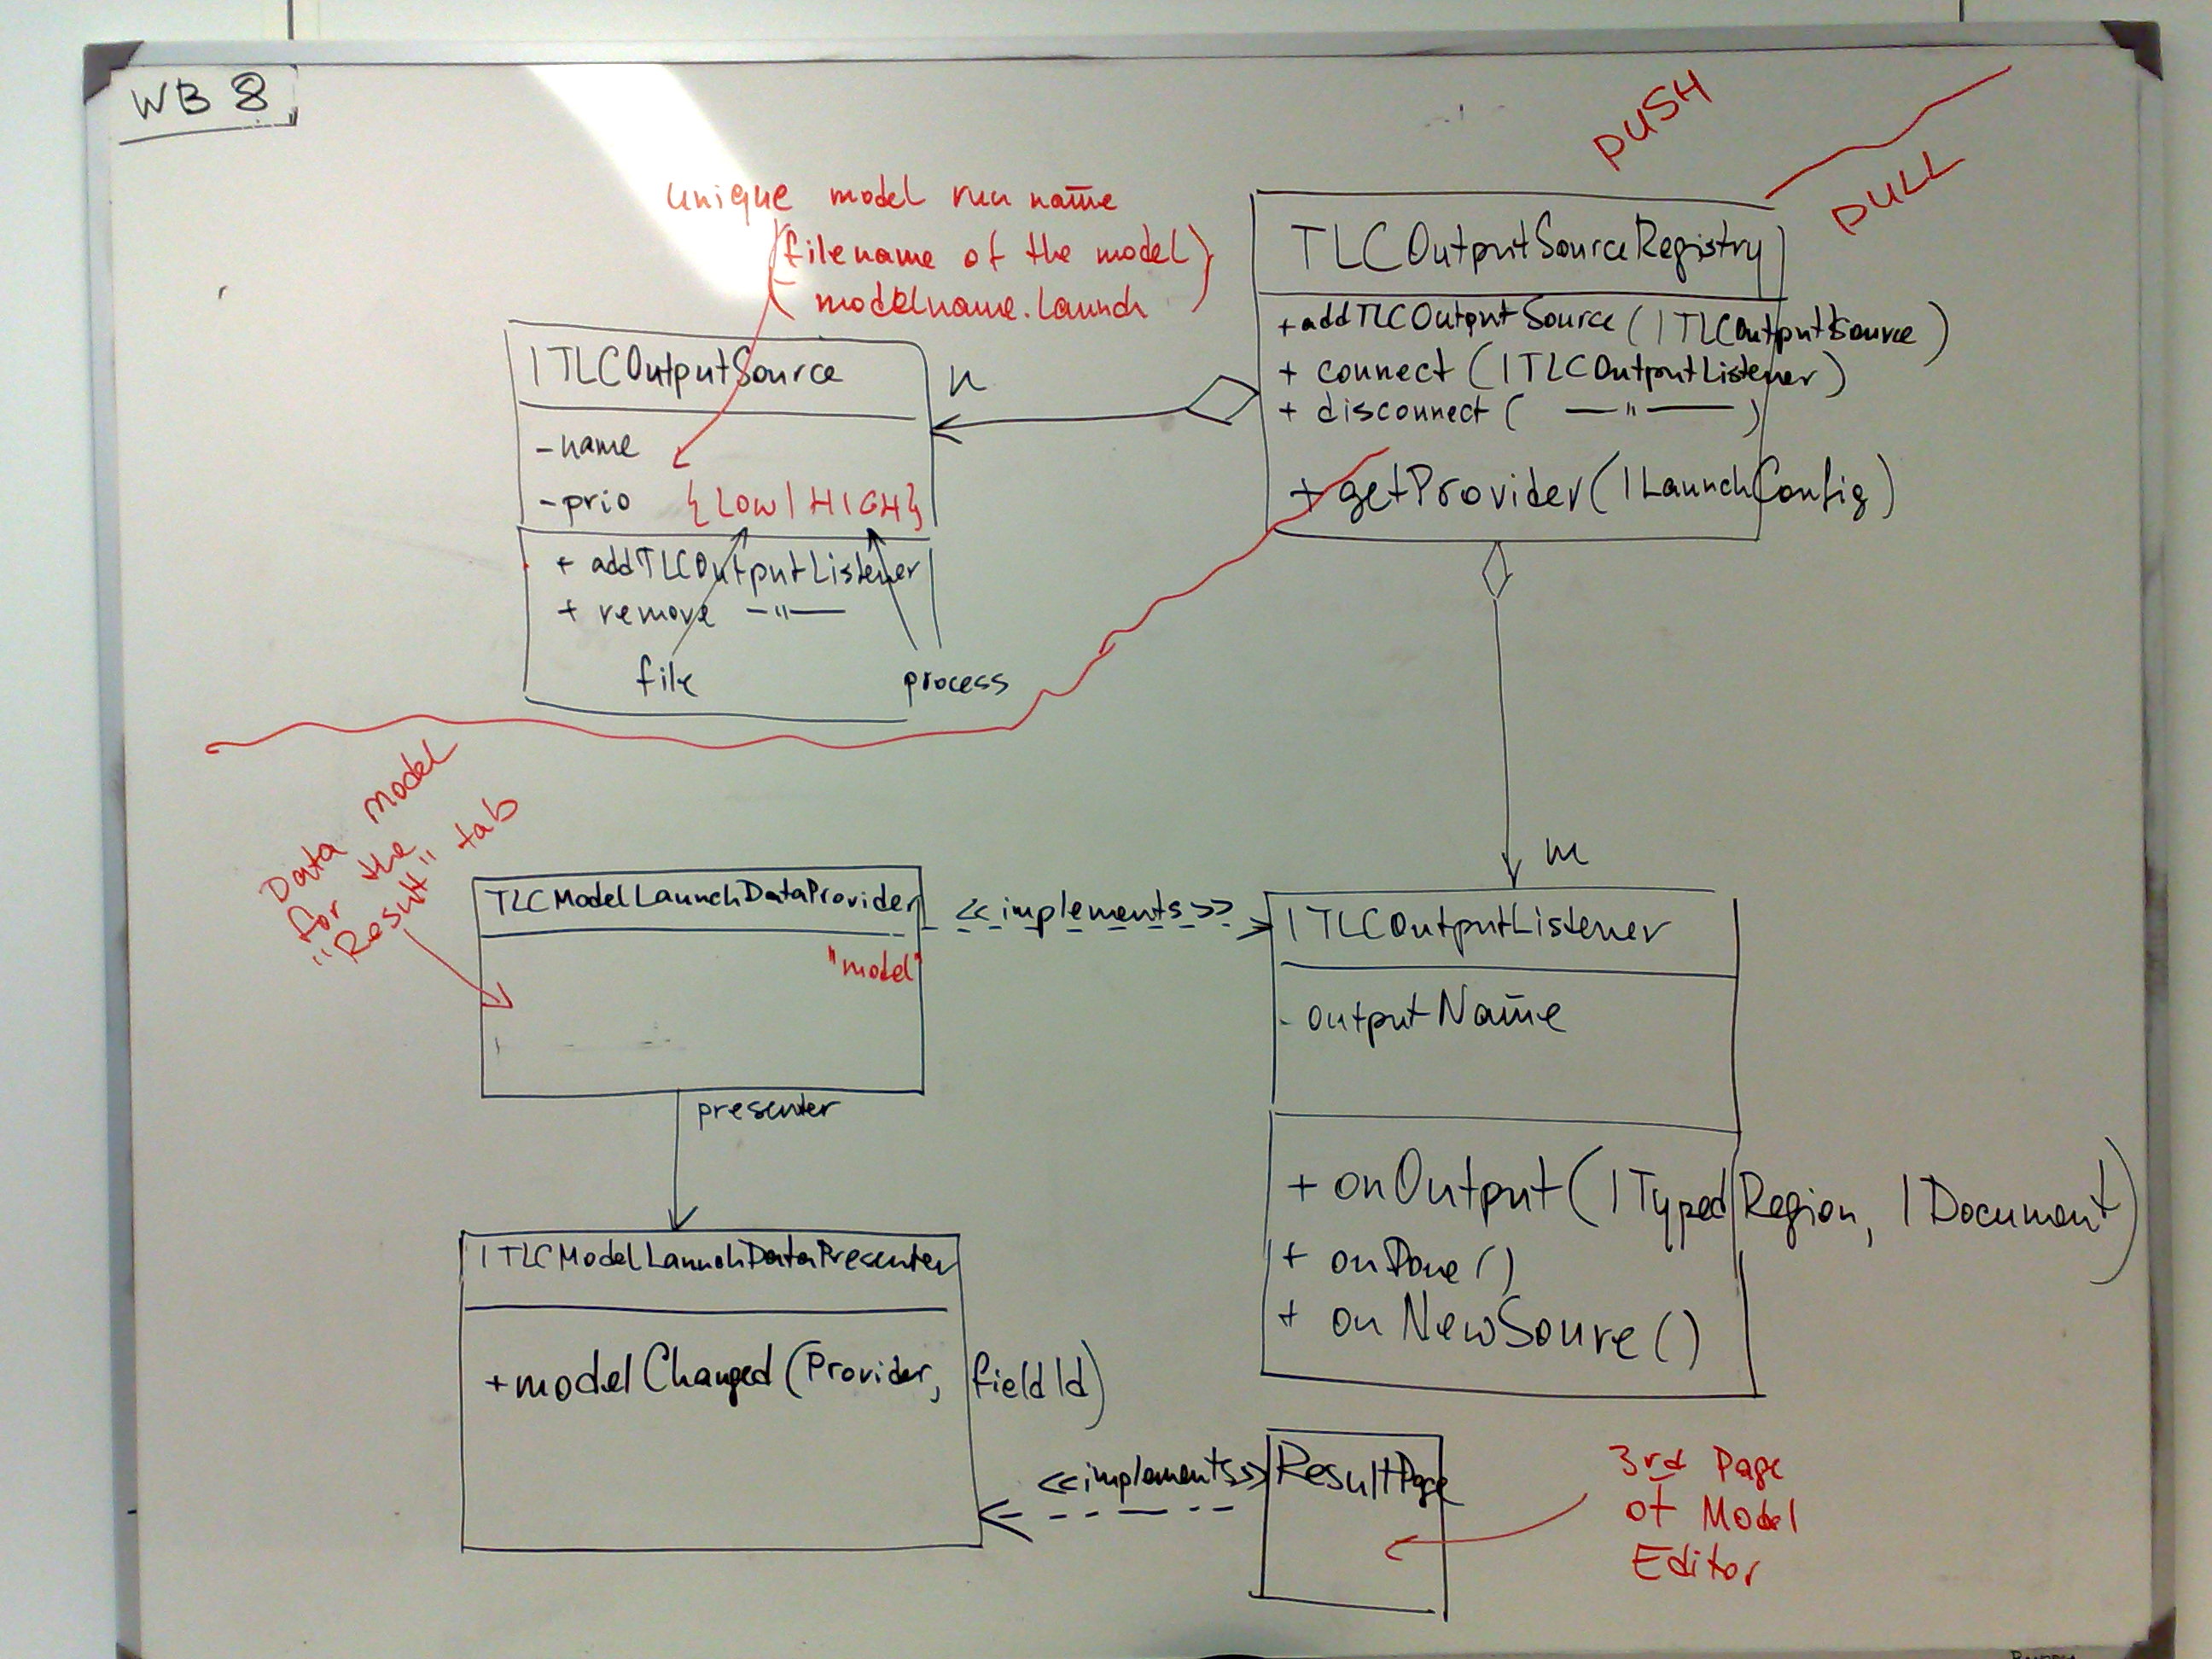 WB 8
PUSH
PULL
unique model run name
(filename of the model)
modelname.launch
TLCOutputSourceRegistry
+addTLCOutputSource(ITLCOutputSource)
+ connect(ITLCOutputListener)
+ disconnect( —"— )
+ getProvider(ILaunchConfig)
ITLCOutputSource
n
-name
-prio {LOW|HIGH}
+ addTLCOutputListener
+ remove —"—
file
process
Data model
for the
"Result" tab
m
TLCModelLaunchDataProvider
"model"
<<implements>>
ITLCOutputListener
- outputName
+ onOutput(ITypedRegion, IDocument)
+ onDone()
+ onNewSourve()
presenter
ITLCModelLaunchDataPresenter
+modelChanged(Provider, fieldId)
<<implements>>
ResultPage
3rd Page
of Model
Editor